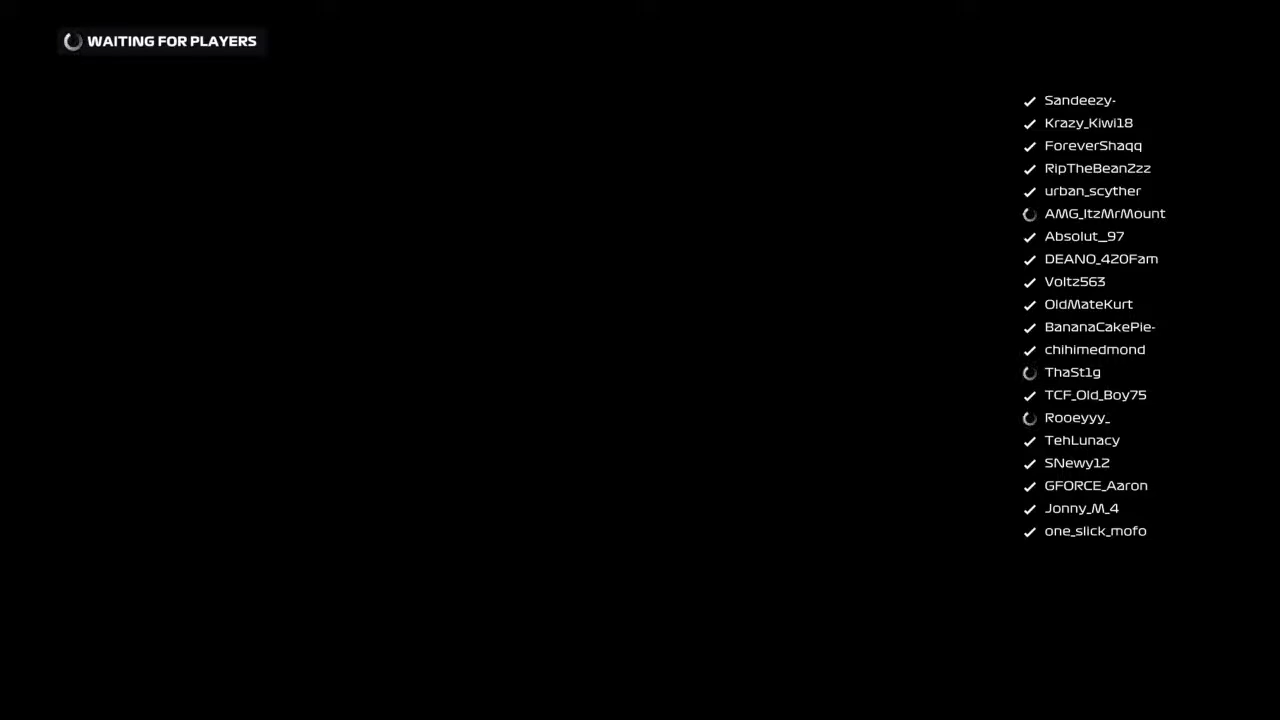 WAITING FOR PLAYERS
Sandeezy-
Krazy_Kiwi18
ForeverShaqq
RipTheBeanZzz
urban_scyther
AMG_ItzMrMount
Absolut__97
DEANO_420Fam
Voltz563
OldMateKurt
BananaCakePie-
chihimedmond
ThaSt1g
TCF_Old_Boy75
Rooeyyy_
TehLunacy
SNewy12
GFORCE_Aaron
Jonny_M_4
one_slick_mofo